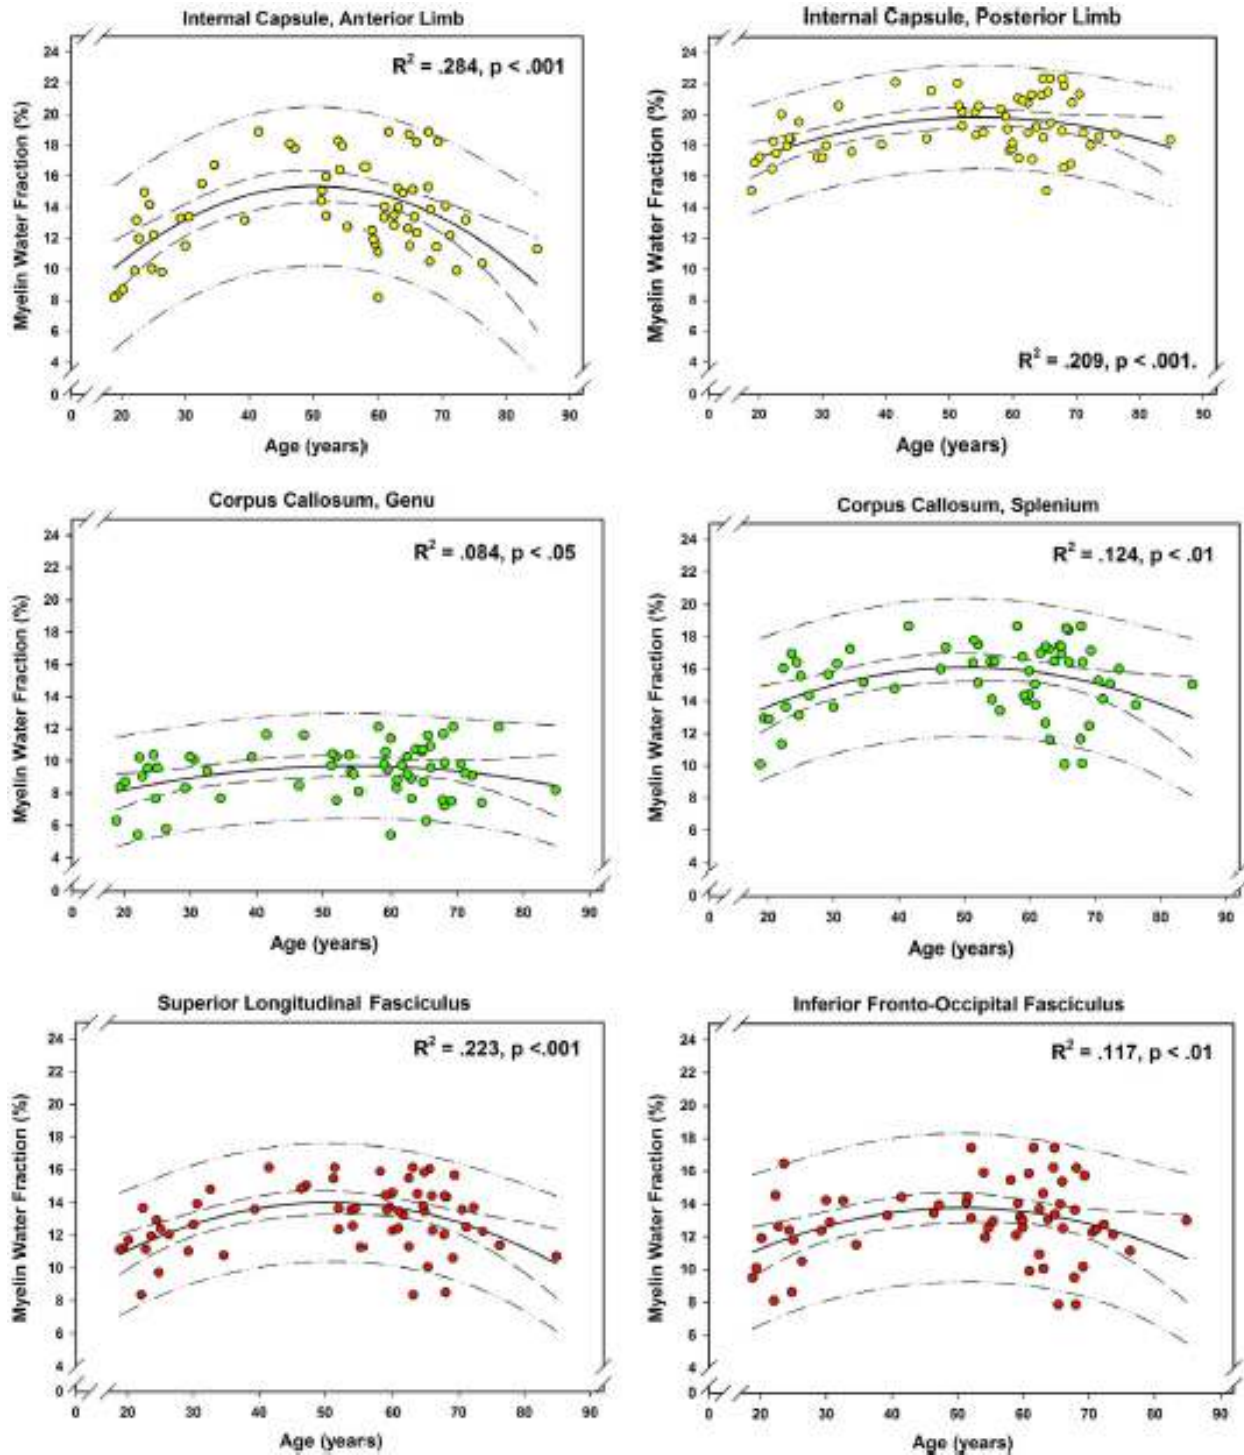 Internal Capsule, Anterior Limb
R² = .284, p < .001
Myelin Water Fraction (%)
24
22
20
18
16
14
12
10
8
6
4
0
0 20 30 40 50 60 70 80 90
Age (years)
Internal Capsule, Posterior Limb
Myelin Water Fraction (%)
24
22
20
18
16
14
12
10
8
6
4
0
R² = .209, p < .001.
0 20 30 40 50 60 70 80 90
Age (years)
Corpus Callosum, Genu
R² = .084, p < .05
Myelin Water Fraction (%)
24
22
20
18
16
14
12
10
8
6
4
0
0 20 30 40 50 60 70 80 90
Age (years)
Corpus Callosum, Splenium
R² = .124, p < .01
Myelin Water Fraction (%)
24
22
20
18
16
14
12
10
8
6
4
0
0 20 30 40 50 60 70 80 90
Age (years)
Superior Longitudinal Fasciculus
R² = .223, p <.001
Myelin Water Fraction (%)
24
22
20
18
16
14
12
10
8
6
4
0
0 20 30 40 50 60 70 80 90
Age (years)
Inferior Fronto-Occipital Fasciculus
R² = .117, p < .01
Myelin Water Fraction (%)
24
22
20
18
16
14
12
10
8
6
4
0
0 20 30 40 50 60 70 80 90
Age (years)